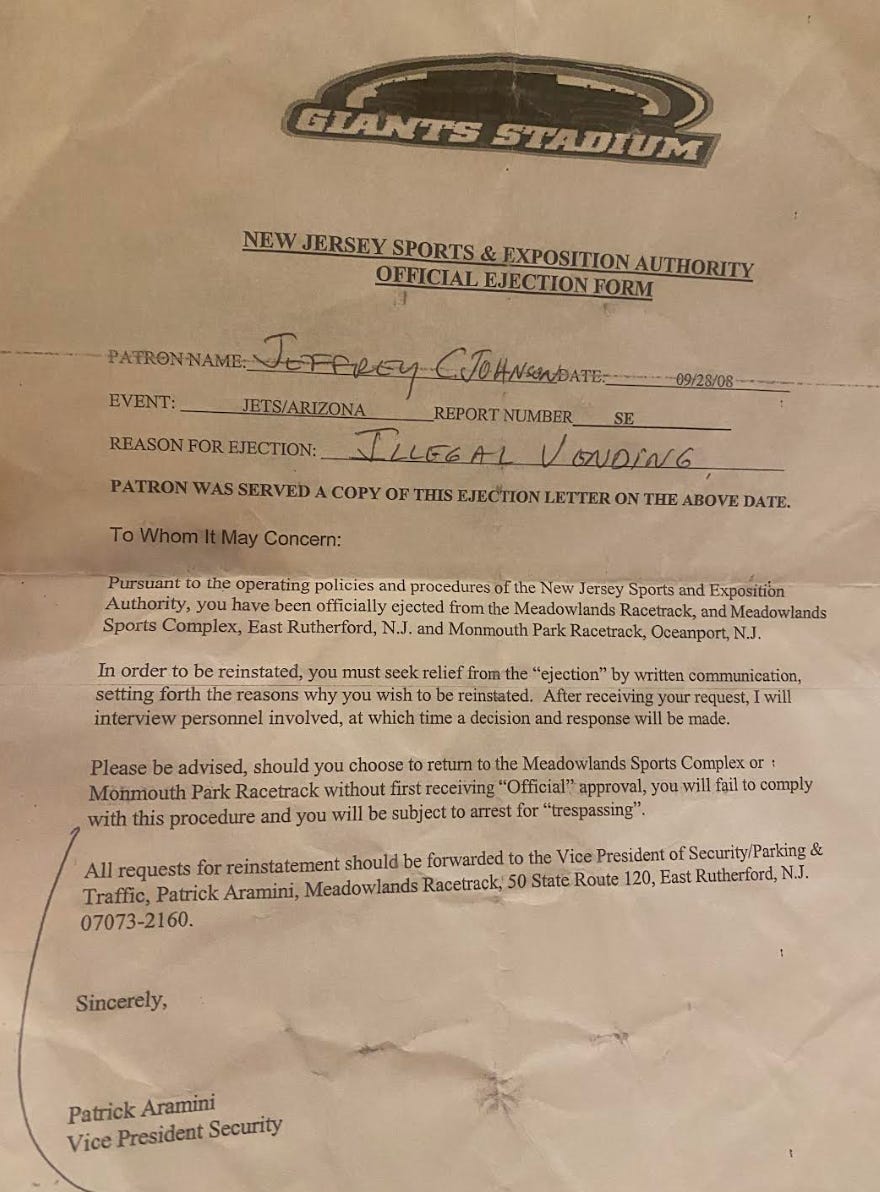 GIANTS STADIUM
NEW JERSEY SPORTS & EXPOSITION AUTHORITY
OFFICIAL EJECTION FORM
PATRON NAME: JEFFREY C. JOHNSON DATE: 09/28/08
EVENT: JETS/ARIZONA REPORT NUMBER SE
REASON FOR EJECTION: ILLEGAL VENDING
PATRON WAS SERVED A COPY OF THIS EJECTION LETTER ON THE ABOVE DATE.
To Whom It May Concern:
Pursuant to the operating policies and procedures of the New Jersey Sports and Exposition
Authority, you have been officially ejected from the Meadowlands Racetrack, and Meadowlands
Sports Complex, East Rutherford, N.J. and Monmouth Park Racetrack, Oceanport, N.J.
In order to be reinstated, you must seek relief from the “ejection” by written communication,
setting forth the reasons why you wish to be reinstated. After receiving your request, I will
interview personnel involved, at which time a decision and response will be made.
Please be advised, should you choose to return to the Meadowlands Sports Complex or
Monmouth Park Racetrack without first receiving “Official” approval, you will fail to comply
with this procedure and you will be subject to arrest for “trespassing”.
All requests for reinstatement should be forwarded to the Vice President of Security/Parking &
Traffic, Patrick Aramini, Meadowlands Racetrack, 50 State Route 120, East Rutherford, N.J.
07073-2160.
Sincerely,
Patrick Aramini
Vice President Security